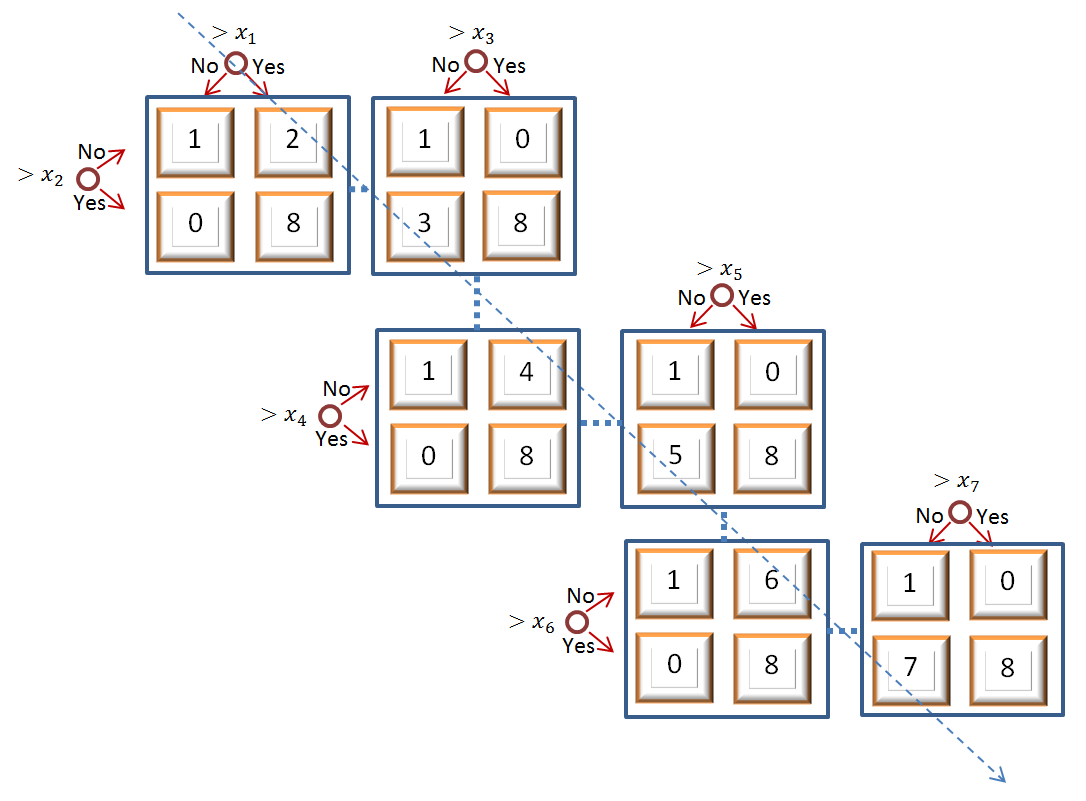 > x₁
> x₃
No Yes
No Yes
1 2
1 0
No
> x₂
Yes
0 8
3 8
> x₅
No Yes
1 4
1 0
No
> x₄
Yes
0 8
5 8
> x₇
No Yes
1 6
1 0
No
> x₆
Yes
0 8
7 8